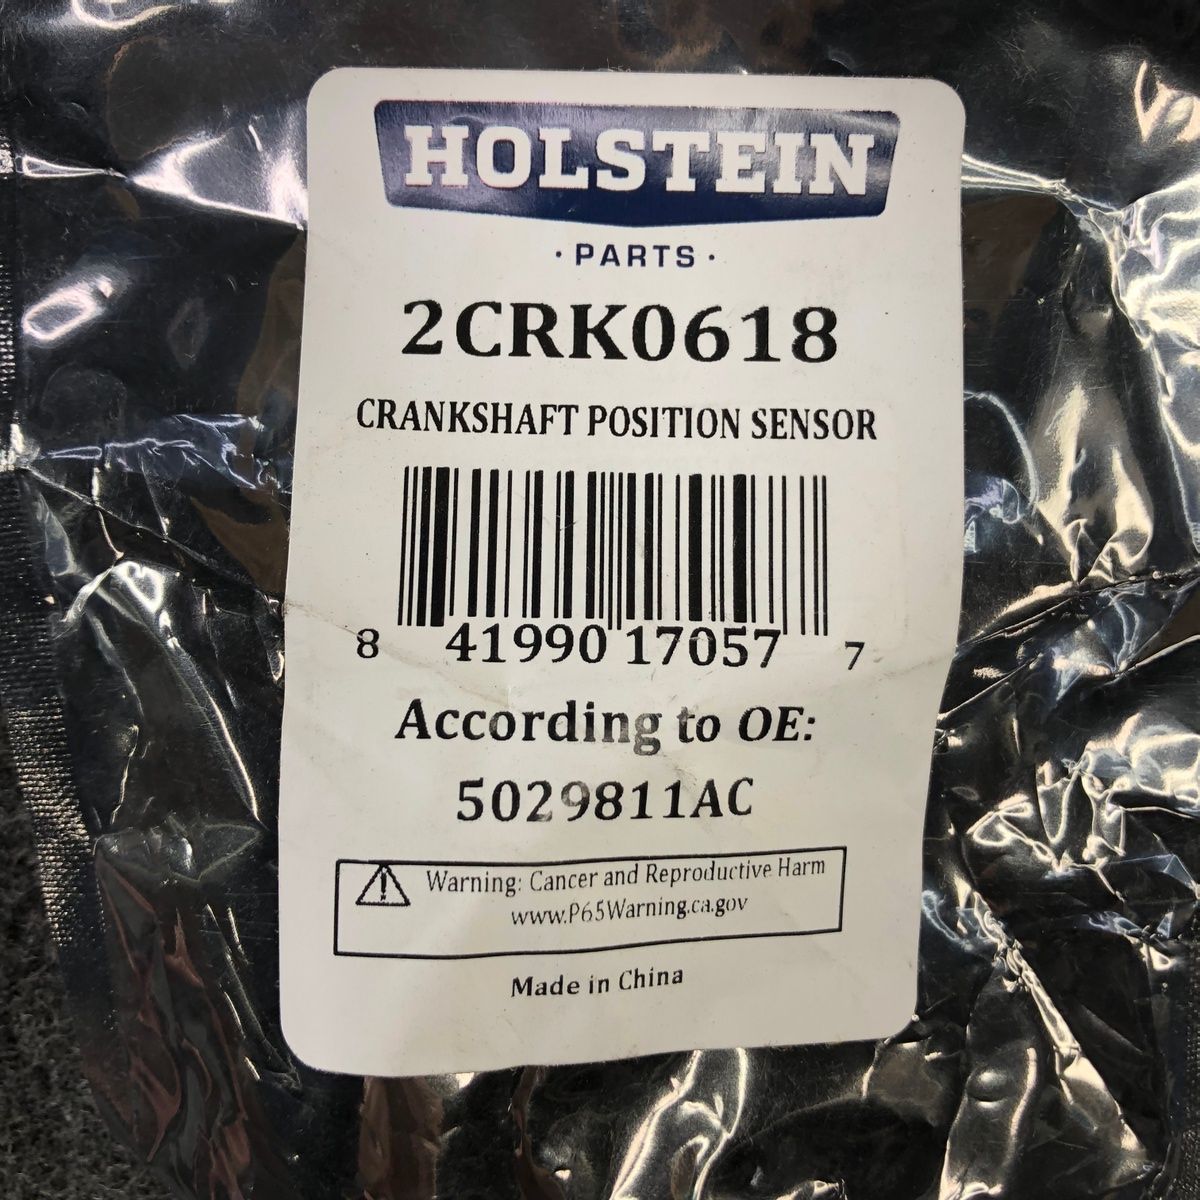 HOLSTEIN
· PARTS ·
2CRK0618
CRANKSHAFT POSITION SENSOR
8 41990 17057 7
According to OE:
5029811AC
Warning: Cancer and Reproductive Harm
www.P65Warning.ca.gov
Made in China